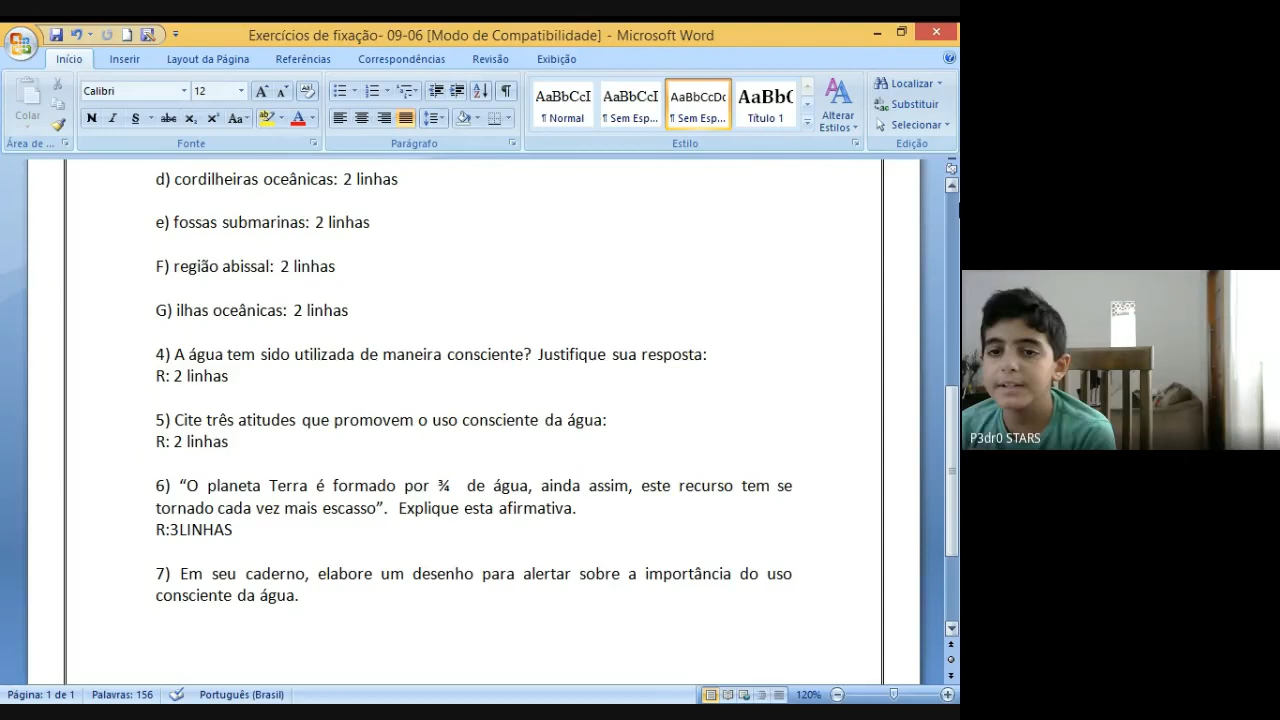 Exercícios de fixação- 09-06 [Modo de Compatibilidade] - Microsoft Word
Início Inserir Layout da Página Referências Correspondências Revisão Exibição
Colar
Calibri 12
AaBbCcI AaBbCcI AaBbCcDc AaBbC
¶ Normal ¶ Sem Esp... ¶ Sem Esp... Título 1
Alterar Estilos
Localizar
Substituir
Selecionar
Área de ... Fonte Parágrafo Estilo Edição
d) cordilheiras oceânicas: 2 linhas
e) fossas submarinas: 2 linhas
F) região abissal: 2 linhas
G) ilhas oceânicas: 2 linhas
4) A água tem sido utilizada de maneira consciente? Justifique sua resposta:
R: 2 linhas
5) Cite três atitudes que promovem o uso consciente da água:
R: 2 linhas
6) “O planeta Terra é formado por ¾ de água, ainda assim, este recurso tem se
tornado cada vez mais escasso”. Explique esta afirmativa.
R:3LINHAS
7) Em seu caderno, elabore um desenho para alertar sobre a importância do uso
consciente da água.
P3dr0 STARS
Página: 1 de 1 Palavras: 156 Português (Brasil) 120%